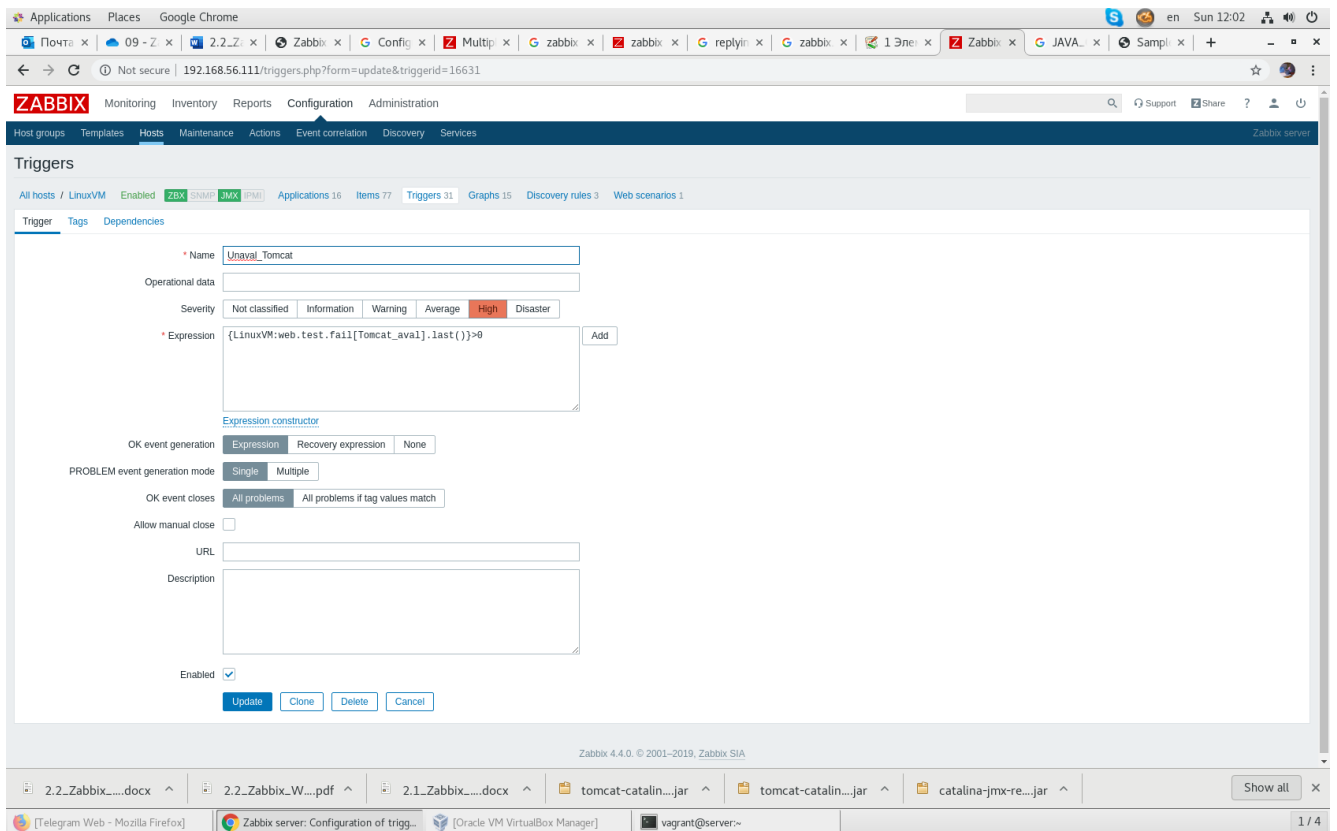 Applications Places Google Chrome en Sun 12:02
Почта 09 - Z 2.2_Z Zabbix Config Multip zabbix zabbix replyin zabbix 1 Эле Zabbix JAVA_ Sampl
Not secure 192.168.56.111/triggers.php?form=update&triggerid=16631
ZABBIX Monitoring Inventory Reports Configuration Administration Support Z Share ?
Host groups Templates Hosts Maintenance Actions Event correlation Discovery Services Zabbix server
Triggers
All hosts / LinuxVM Enabled ZBX SNMP JMX IPMI Applications 16 Items 77 Triggers 31 Graphs 15 Discovery rules 3 Web scenarios 1
Trigger Tags Dependencies
* Name Unaval_Tomcat
Operational data
Severity Not classified Information Warning Average High Disaster
* Expression {LinuxVM:web.test.fail[Tomcat_aval].last()}>0 Add
Expression constructor
OK event generation Expression Recovery expression None
PROBLEM event generation mode Single Multiple
OK event closes All problems All problems if tag values match
Allow manual close
URL
Description
Enabled
Update Clone Delete Cancel
Zabbix 4.4.0. © 2001–2019, Zabbix SIA
2.2_Zabbix_....docx 2.2_Zabbix_W....pdf 2.1_Zabbix_....docx tomcat-catalin....jar tomcat-catalin....jar catalina-jmx-re....jar Show all
[Telegram Web - Mozilla Firefox] Zabbix server: Configuration of trigg... [Oracle VM VirtualBox Manager] vagrant@server:~ 1 / 4